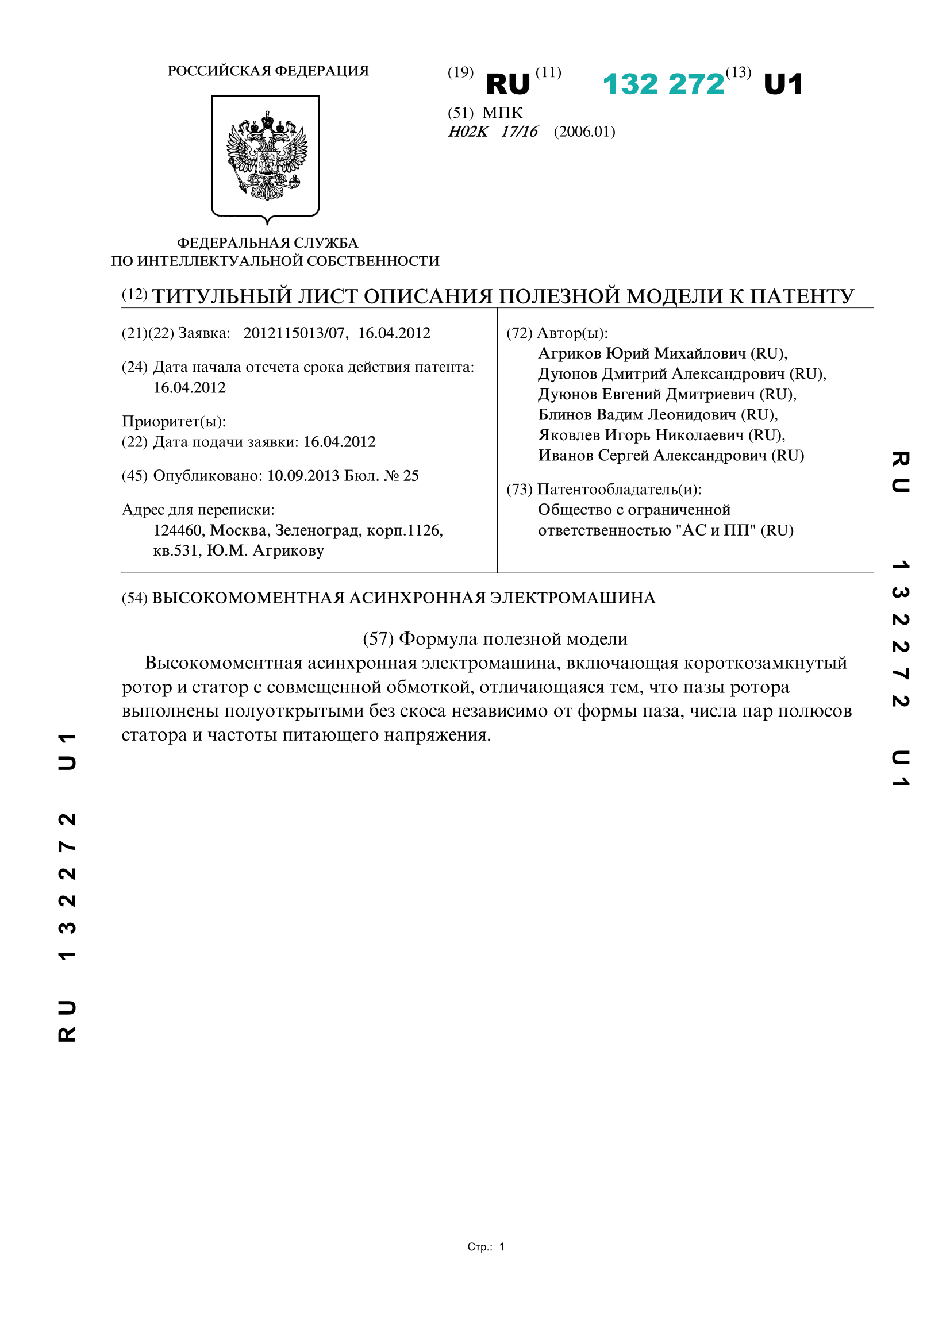 РОССИЙСКАЯ ФЕДЕРАЦИЯ
ФЕДЕРАЛЬНАЯ СЛУЖБА
ПО ИНТЕЛЛЕКТУАЛЬНОЙ СОБСТВЕННОСТИ
(19) RU (11) 132 272 (13) U1
(51) МПК
H02K 17/16 (2006.01)
(12) ТИТУЛЬНЫЙ ЛИСТ ОПИСАНИЯ ПОЛЕЗНОЙ МОДЕЛИ К ПАТЕНТУ
(21)(22) Заявка: 2012115013/07, 16.04.2012
(24) Дата начала отсчета срока действия патента:
16.04.2012
Приоритет(ы):
(22) Дата подачи заявки: 16.04.2012
(45) Опубликовано: 10.09.2013 Бюл. № 25
Адрес для переписки:
124460, Москва, Зеленоград, корп.1126,
кв.531, Ю.М. Агрикову
(72) Автор(ы):
Агриков Юрий Михайлович (RU),
Дуюнов Дмитрий Александрович (RU),
Дуюнов Евгений Дмитриевич (RU),
Блинов Вадим Леонидович (RU),
Яковлев Игорь Николаевич (RU),
Иванов Сергей Александрович (RU)
(73) Патентообладатель(и):
Общество с ограниченной
ответственностью "АС и ПП" (RU)
(54) ВЫСОКОМОМЕНТНАЯ АСИНХРОННАЯ ЭЛЕКТРОМАШИНА
(57) Формула полезной модели
Высокомоментная асинхронная электромашина, включающая короткозамкнутый
ротор и статор с совмещенной обмоткой, отличающаяся тем, что пазы ротора
выполнены полуоткрытыми без скоса независимо от формы паза, числа пар полюсов
статора и частоты питающего напряжения.
RU 132272 U1
RU 132272 U1
Стр.: 1